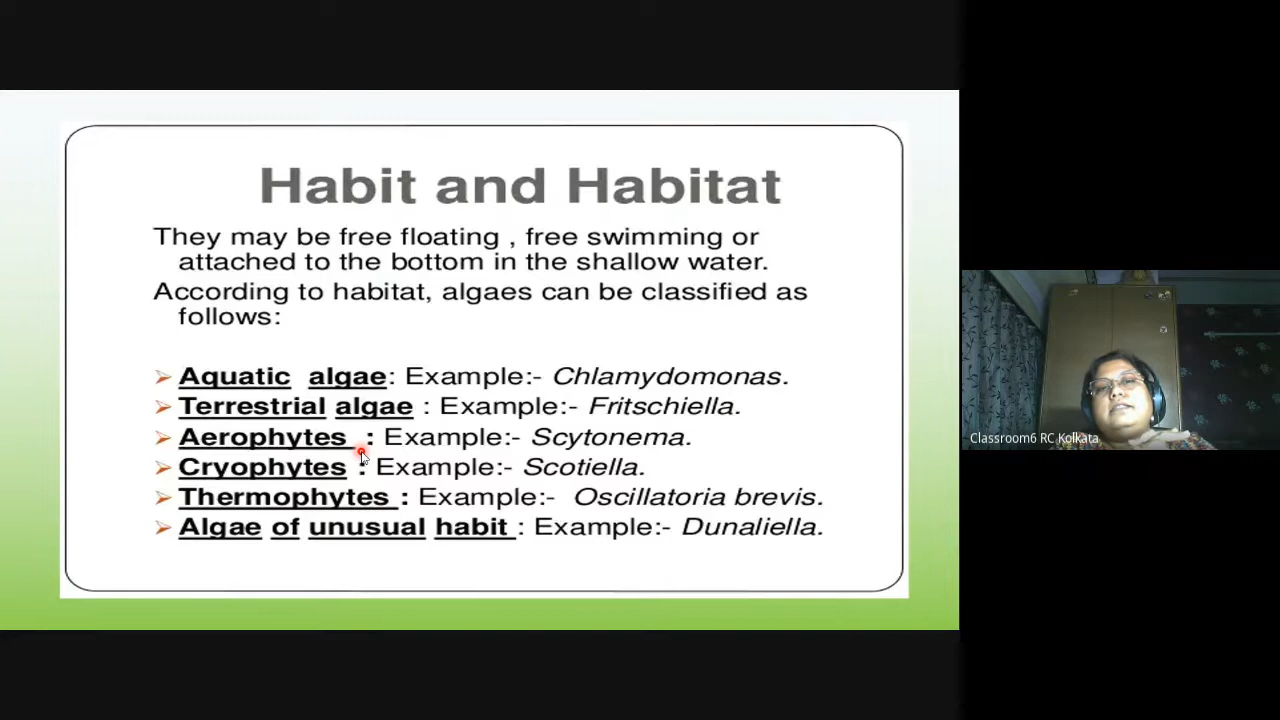 Habit and Habitat
They may be free floating , free swimming or
attached to the bottom in the shallow water.
According to habitat, algaes can be classified as
follows:
➢ Aquatic algae: Example:- Chlamydomonas.
➢ Terrestrial algae : Example:- Fritschiella.
➢ Aerophytes : Example:- Scytonema.
➢ Cryophytes : Example:- Scotiella.
➢ Thermophytes : Example:- Oscillatoria brevis.
➢ Algae of unusual habit : Example:- Dunaliella.
Classroom6 RC Kolkata